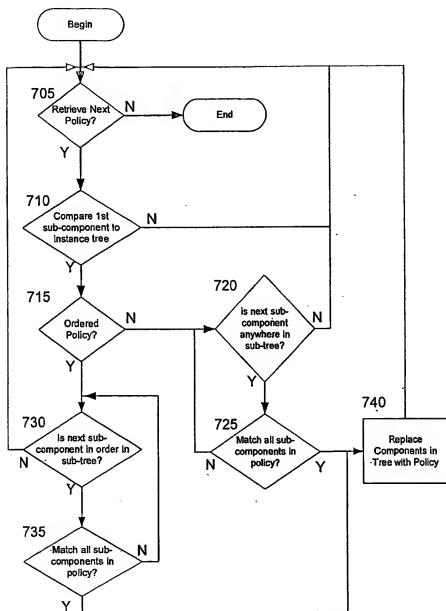 Begin
705
Retrieve Next
Policy?
N
End
Y
710
Compare 1st
sub-component to
instance tree
N
Y
715
Ordered
Policy?
N
Y
720
Is next sub-
component
anywhere in
sub-tree?
N
Y
730
Is next sub-
component in order in
sub-tree?
N
Y
725
Match all sub-
components in
policy?
N
Y
740
Replace
Components in
Tree with Policy
735
Match all sub-
components in
policy?
N
Y